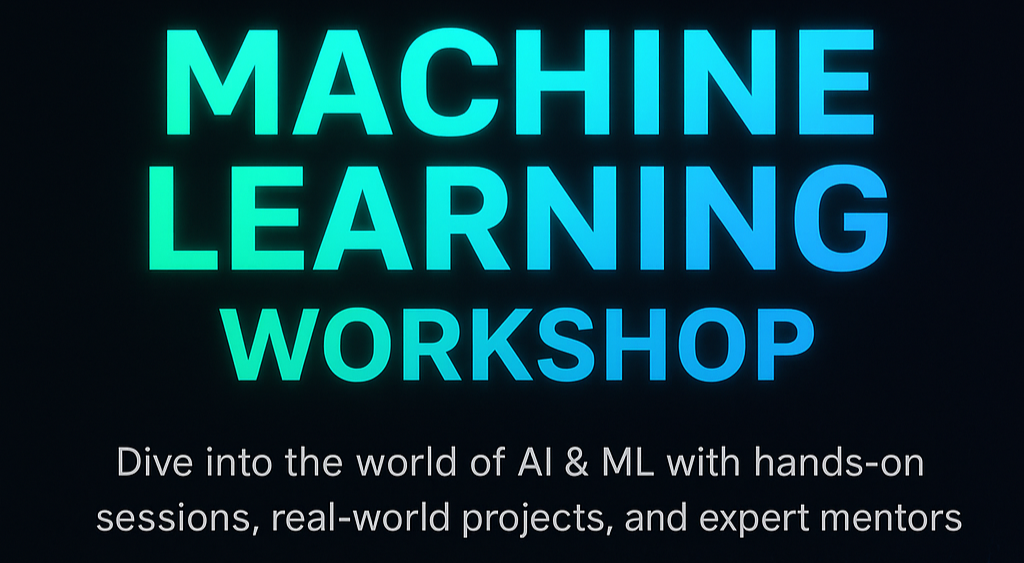 MACHINE
LEARNING
WORKSHOP
Dive into the world of AI & ML with hands-on
sessions, real-world projects, and expert mentors